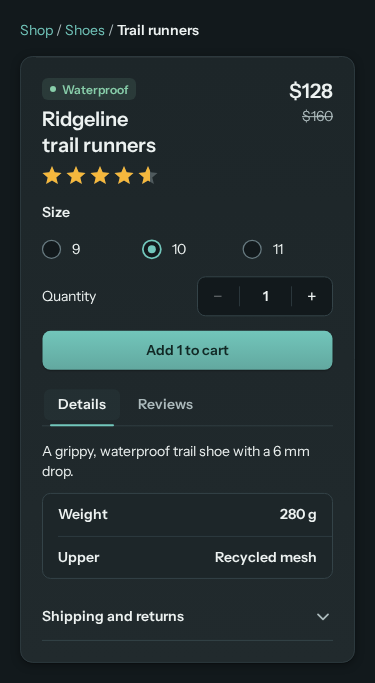 Shop / Shoes / Trail runners
Waterproof
$128
$160
Ridgeline
trail runners
Size
9
10
11
Quantity
− 1 +
Add 1 to cart
Details
Reviews
A grippy, waterproof trail shoe with a 6 mm
drop.
Weight 280 g
Upper Recycled mesh
Shipping and returns